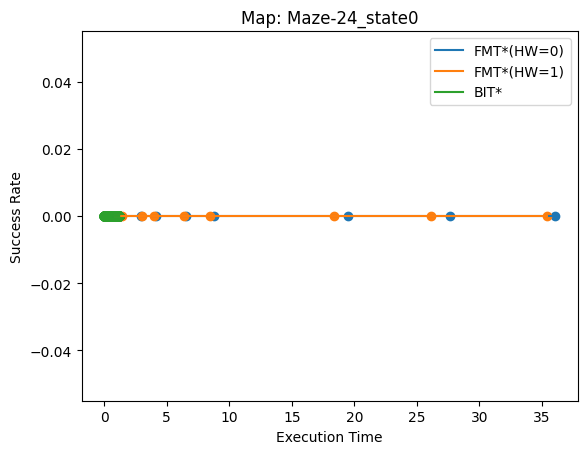 Map: Maze-24_state0
FMT*(HW=0)
FMT*(HW=1)
BIT*
Success Rate
0.04
0.02
0.00
−0.02
−0.04
0
5
10
15
20
25
30
35
Execution Time